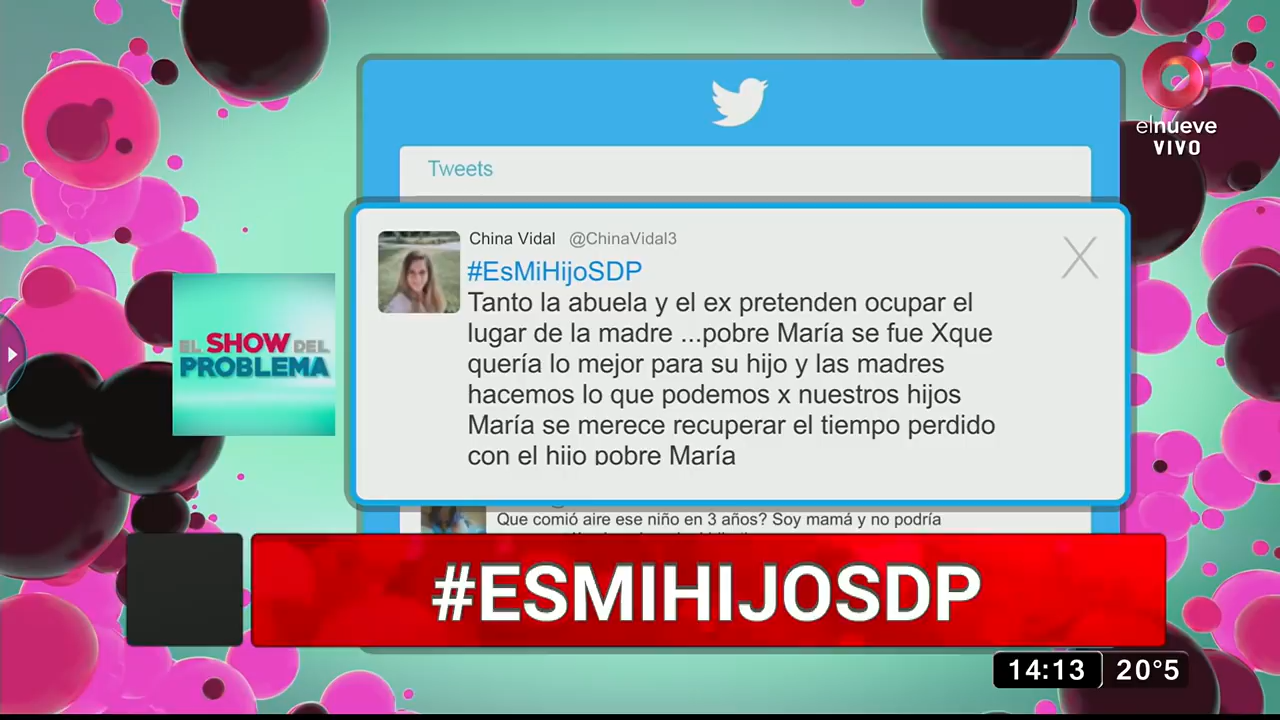 elnueve
VIVO
Tweets
China Vidal @ChinaVidal3
X
#EsMiHijoSDP
Tanto la abuela y el ex pretenden ocupar el
lugar de la madre ...pobre María se fue Xque
quería lo mejor para su hijo y las madres
hacemos lo que podemos x nuestros hijos
María se merece recuperar el tiempo perdido
con el hijo pobre María
EL SHOW DEL
PROBLEMA
Que comió aire ese niño en 3 años? Soy mamá y no podría
#ESMIHIJOSDP
14:13 20°5